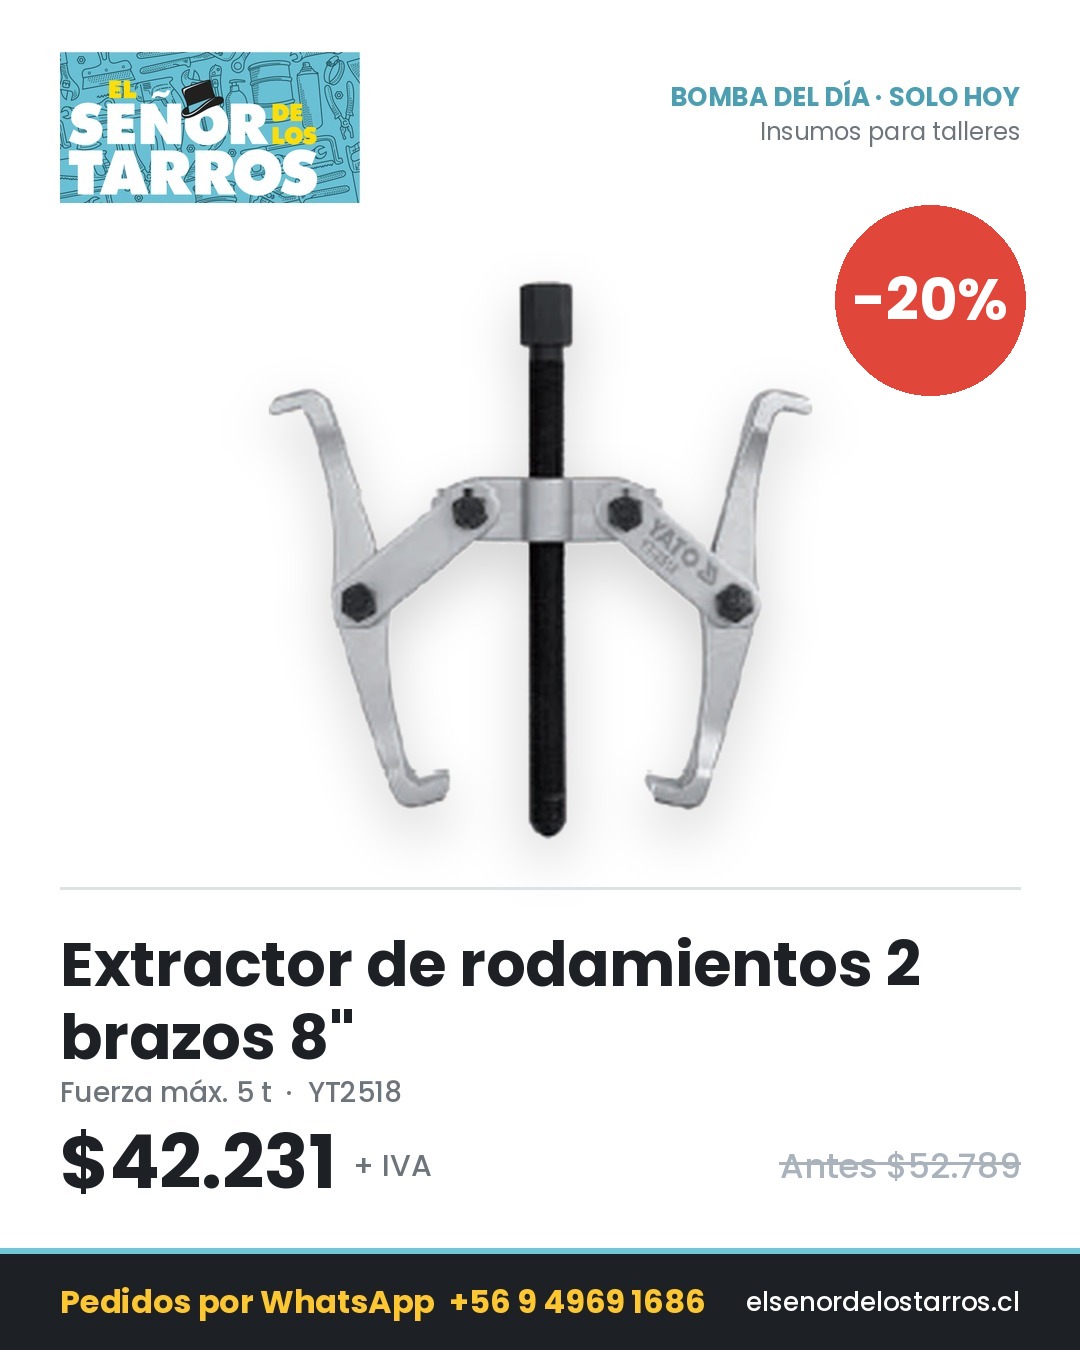 EL
SEÑOR DE LOS
TARROS
BOMBA DEL DÍA · SOLO HOY
Insumos para talleres
-20%
YATO
Extractor de rodamientos 2
brazos 8"
Fuerza máx. 5 t · YT2518
$42.231 + IVA
Antes $52.789
Pedidos por WhatsApp +56 9 4969 1686
elsenordelostarros.cl